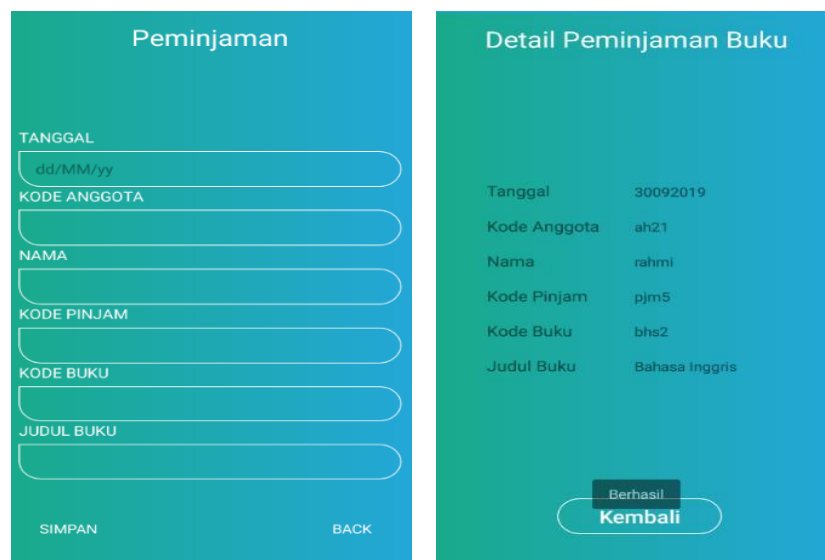 Peminjaman
TANGGAL
dd/MM/yy
KODE ANGGOTA
NAMA
KODE PINJAM
KODE BUKU
JUDUL BUKU
SIMPAN BACK
Detail Peminjaman Buku
Tanggal 30092019
Kode Anggota ah21
Nama rahmi
Kode Pinjam pjm5
Kode Buku bhs2
Judul Buku Bahasa Inggris
Berhasil
Kembali